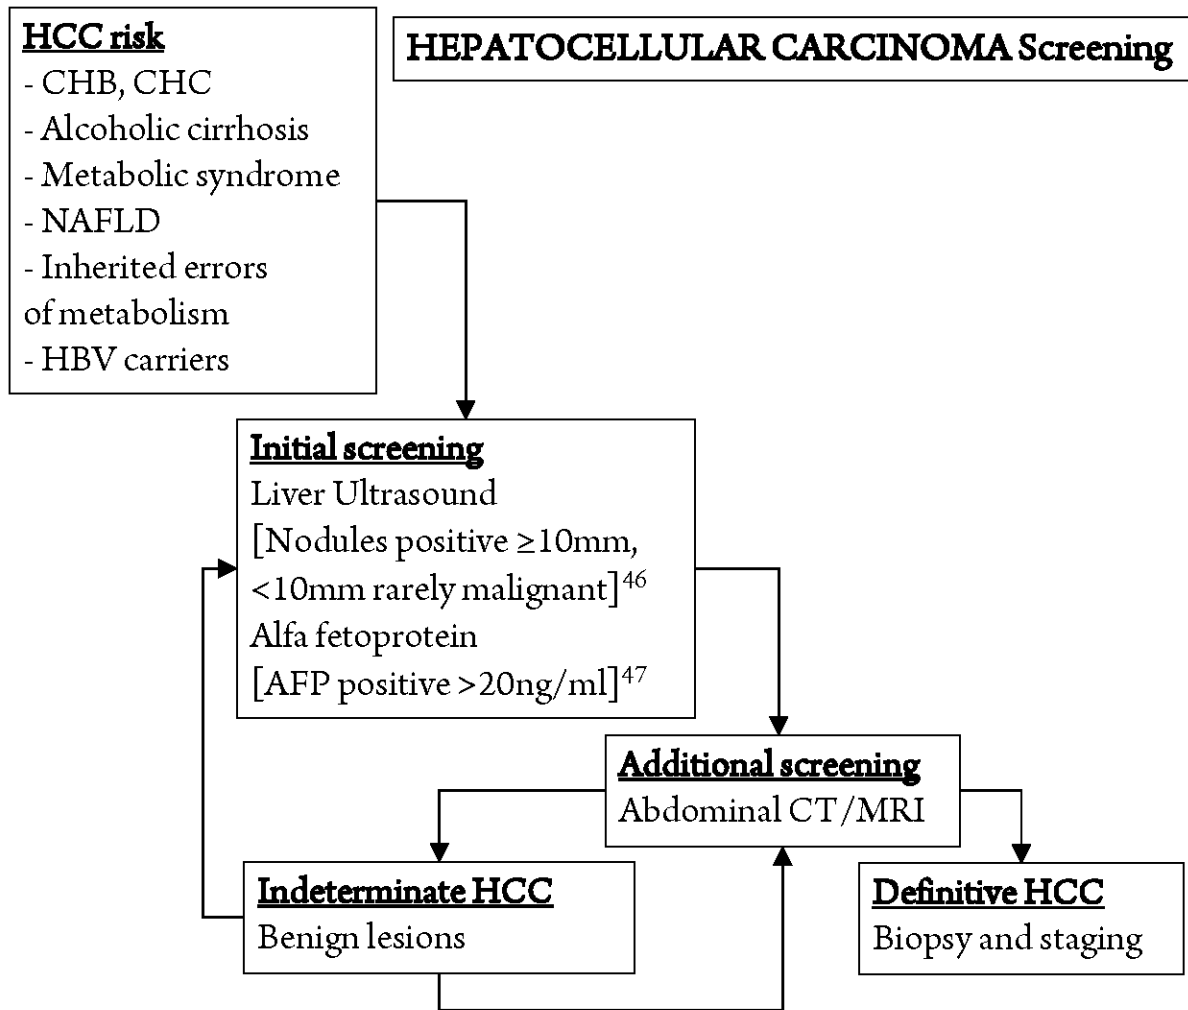 HCC risk
- CHB, CHC
- Alcoholic cirrhosis
- Metabolic syndrome
- NAFLD
- Inherited errors
of metabolism
- HBV carriers
HEPATOCELLULAR CARCINOMA Screening
Initial screening
Liver Ultrasound
[Nodules positive ≥10mm,
<10mm rarely malignant]⁴⁶
Alfa fetoprotein
[AFP positive >20ng/ml]⁴⁷
Additional screening
Abdominal CT/MRI
Indeterminate HCC
Benign lesions
Definitive HCC
Biopsy and staging